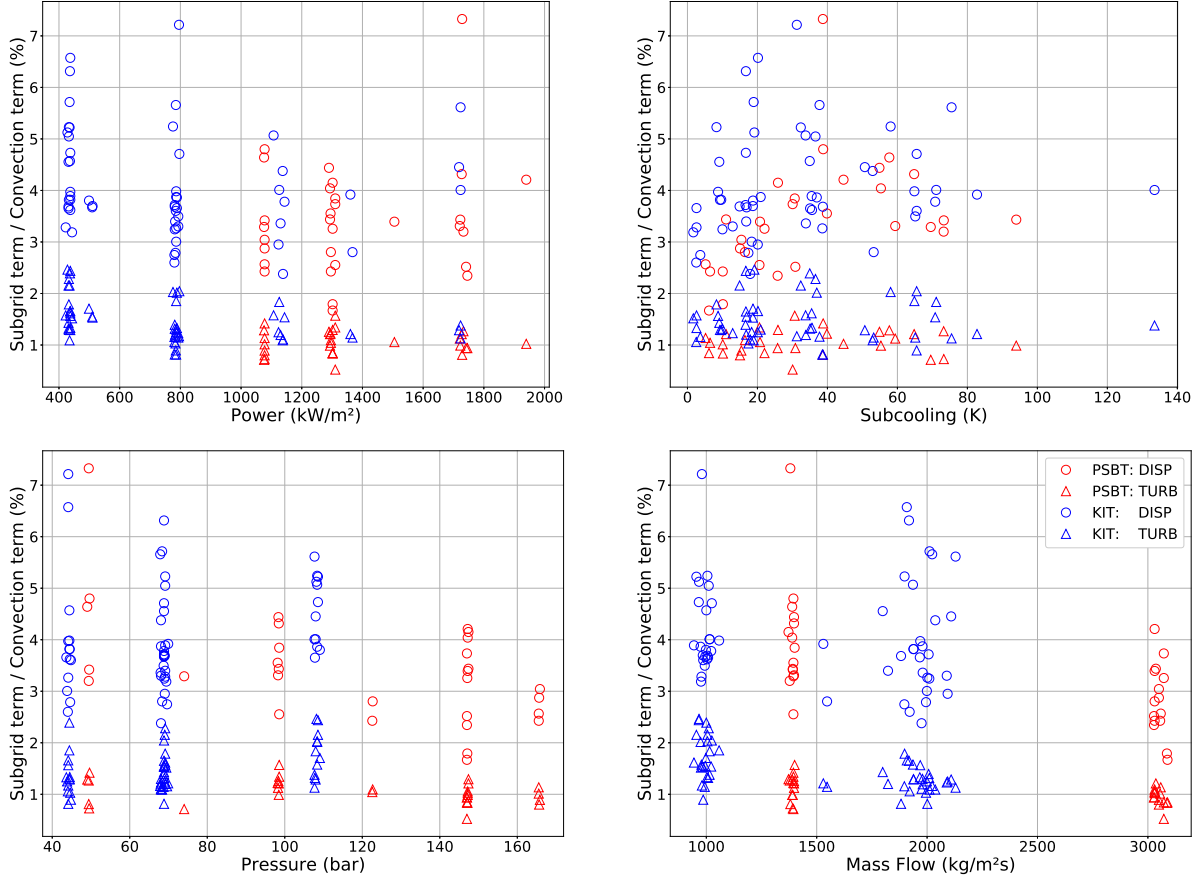 Subgrid term / Convection term (%)
7
6
5
4
3
2
1
400 600 800 1000 1200 1400 1600 1800 2000
Power (kW/m²)
Subgrid term / Convection term (%)
7
6
5
4
3
2
1
0 20 40 60 80 100 120 140
Subcooling (K)
Subgrid term / Convection term (%)
7
6
5
4
3
2
1
40 60 80 100 120 140 160
Pressure (bar)
Subgrid term / Convection term (%)
7
6
5
4
3
2
1
PSBT: DISP
PSBT: TURB
KIT: DISP
KIT: TURB
1000 1500 2000 2500 3000
Mass Flow (kg/m²s)